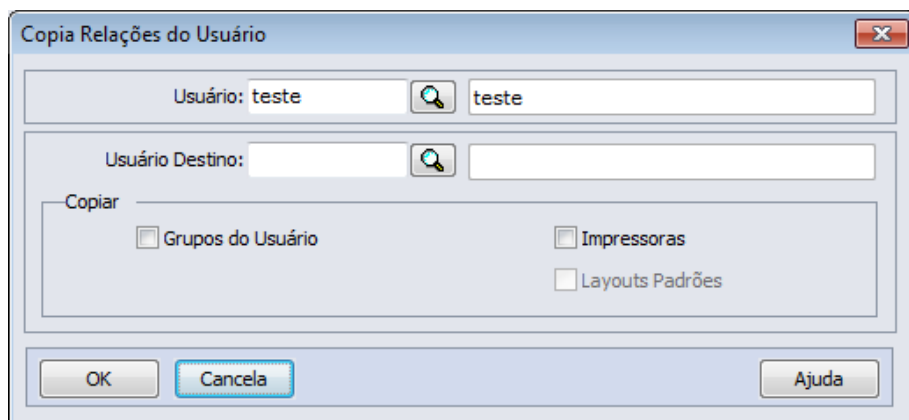 Copia Relações do Usuário
Usuário: teste teste
Usuário Destino:
Copiar
Grupos do Usuário Impressoras
Layouts Padrões
OK Cancela Ajuda